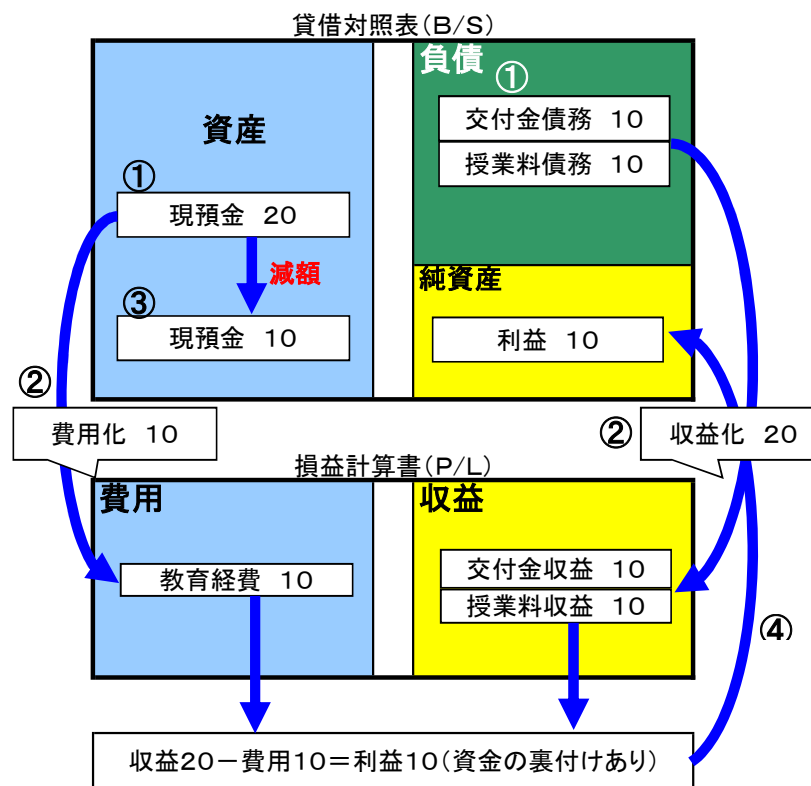 貸借対照表(B/S)
資産
①
現預金 20
減額
③
現預金 10
負債
①
交付金債務 10
授業料債務 10
純資産
利益 10
②
費用化 10
②
収益化 20
損益計算書(P/L)
費用
教育経費 10
収益
交付金収益 10
授業料収益 10
④
収益20-費用10=利益10(資金の裏付けあり)